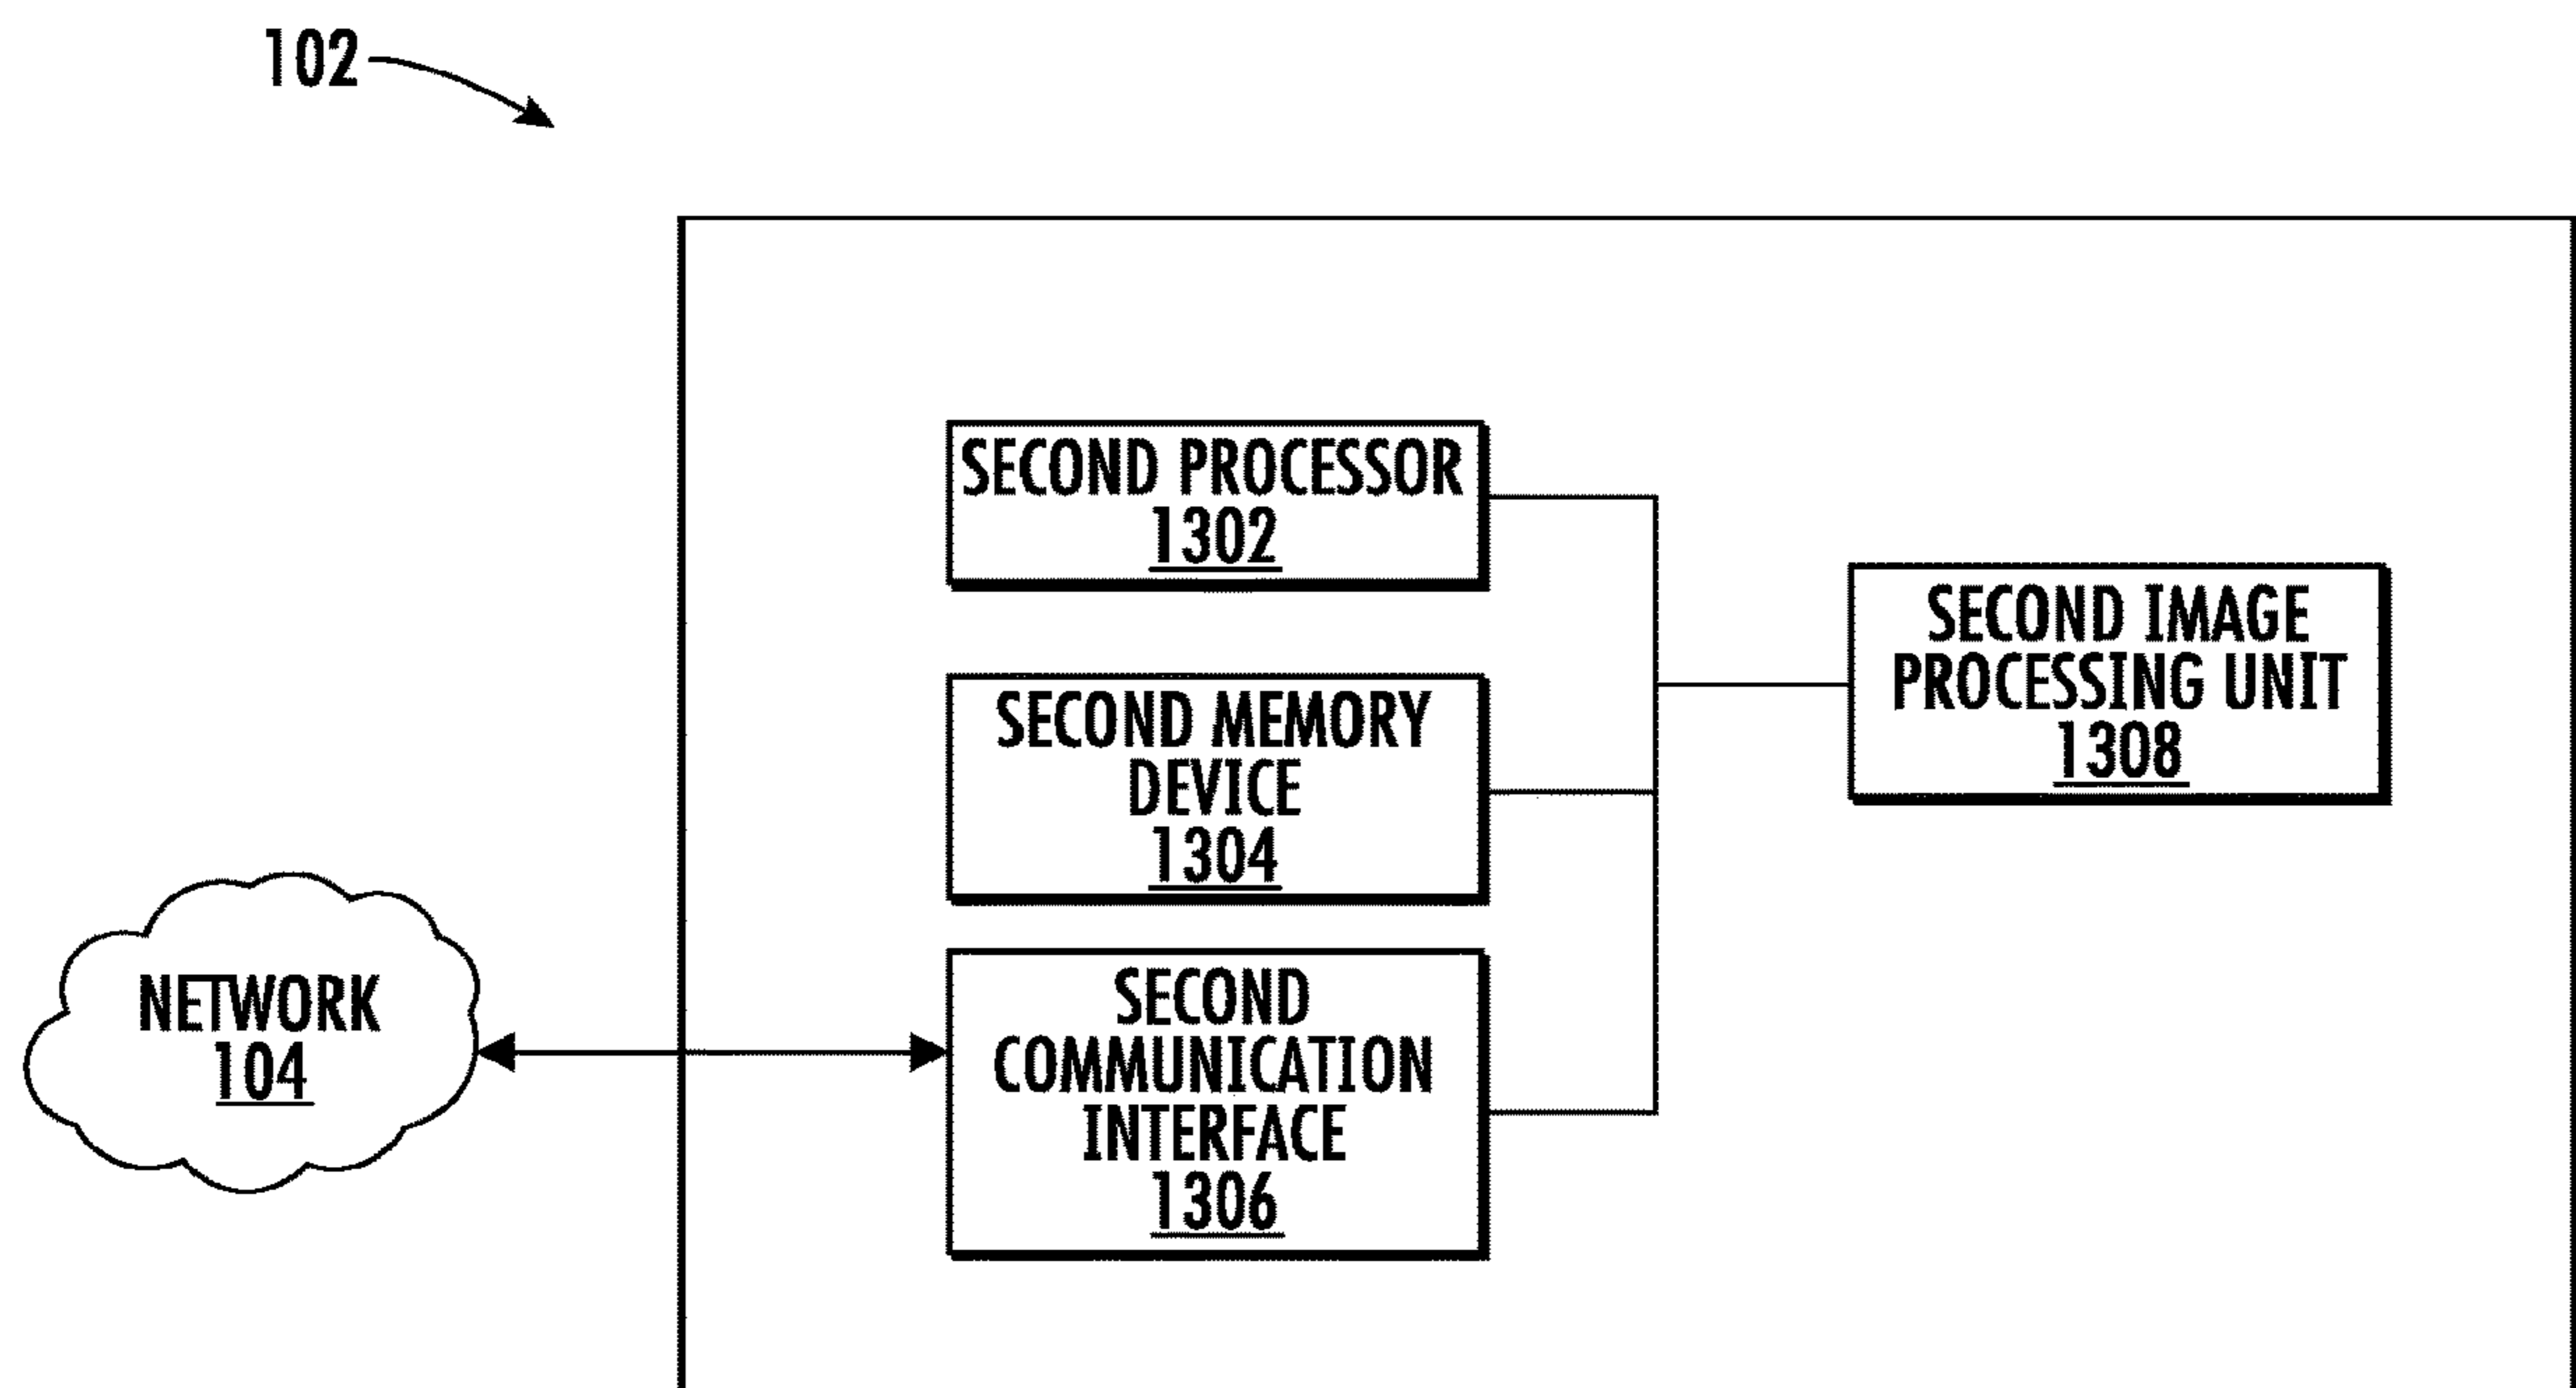 102
SECOND PROCESSOR
1302
SECOND IMAGE
PROCESSING UNIT
1308
SECOND MEMORY
DEVICE
1304
NETWORK
104
SECOND
COMMUNICATION
INTERFACE
1306